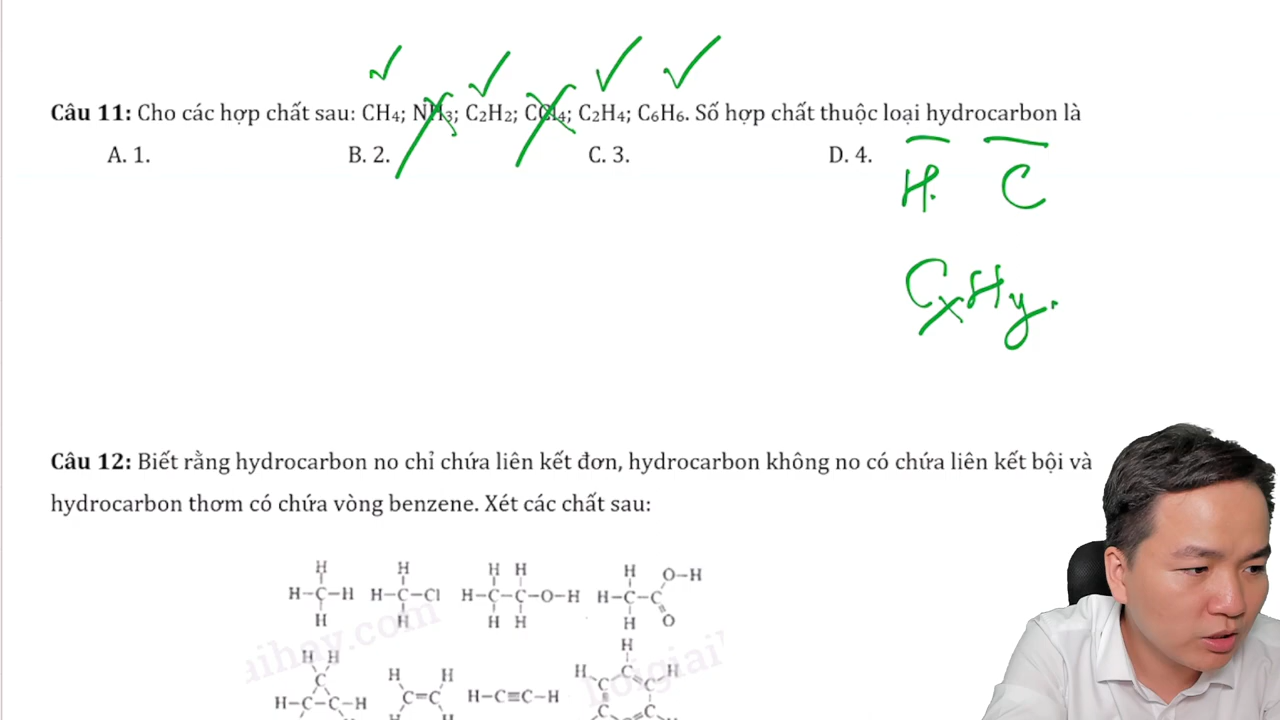 Câu 11: Cho các hợp chất sau: CH₄; NH₃; C₂H₂; CCl₄; C₂H₄; C₆H₆. Số hợp chất thuộc loại hydrocarbon là
A. 1. B. 2. C. 3. D. 4.
H. C
CxHy.
Câu 12: Biết rằng hydrocarbon no chỉ chứa liên kết đơn, hydrocarbon không no có chứa liên kết bội và
hydrocarbon thơm có chứa vòng benzene. Xét các chất sau:
H H H H H O–H
H–C–H H–C–Cl H–C–C–O–H H–C–C
H H H H H O
H
H H H H H C H
C C=C H–C≡C–H C C
H–C–C–H C C